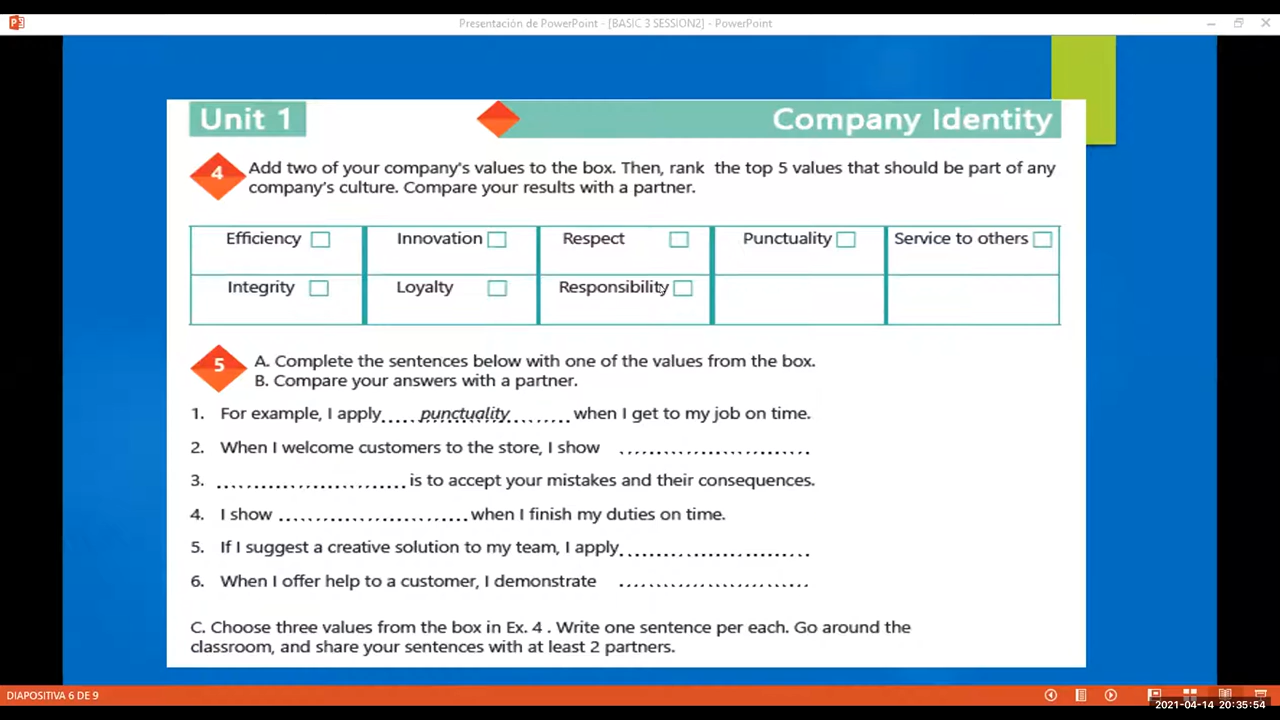 Presentación de PowerPoint - [BASIC 3 SESSION2] - PowerPoint
Unit 1
Company Identity
4
Add two of your company's values to the box. Then, rank the top 5 values that should be part of any
company's culture. Compare your results with a partner.
Efficiency Innovation Respect Punctuality Service to others
Integrity Loyalty Responsibility
5
A. Complete the sentences below with one of the values from the box.
B. Compare your answers with a partner.
1. For example, I apply.....punctuality........when I get to my job on time.
2. When I welcome customers to the store, I show ..........................
3. ..........................is to accept your mistakes and their consequences.
4. I show ..........................when I finish my duties on time.
5. If I suggest a creative solution to my team, I apply..........................
6. When I offer help to a customer, I demonstrate ..........................
C. Choose three values from the box in Ex. 4 . Write one sentence per each. Go around the
classroom, and share your sentences with at least 2 partners.
DIAPOSITIVA 6 DE 9
2021-04-14 20:35:54